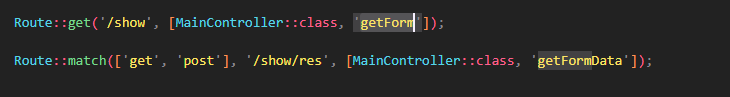 Route::get('/show', [MainController::class, 'getForm']);
Route::match(['get', 'post'], '/show/res', [MainController::class, 'getFormData']);